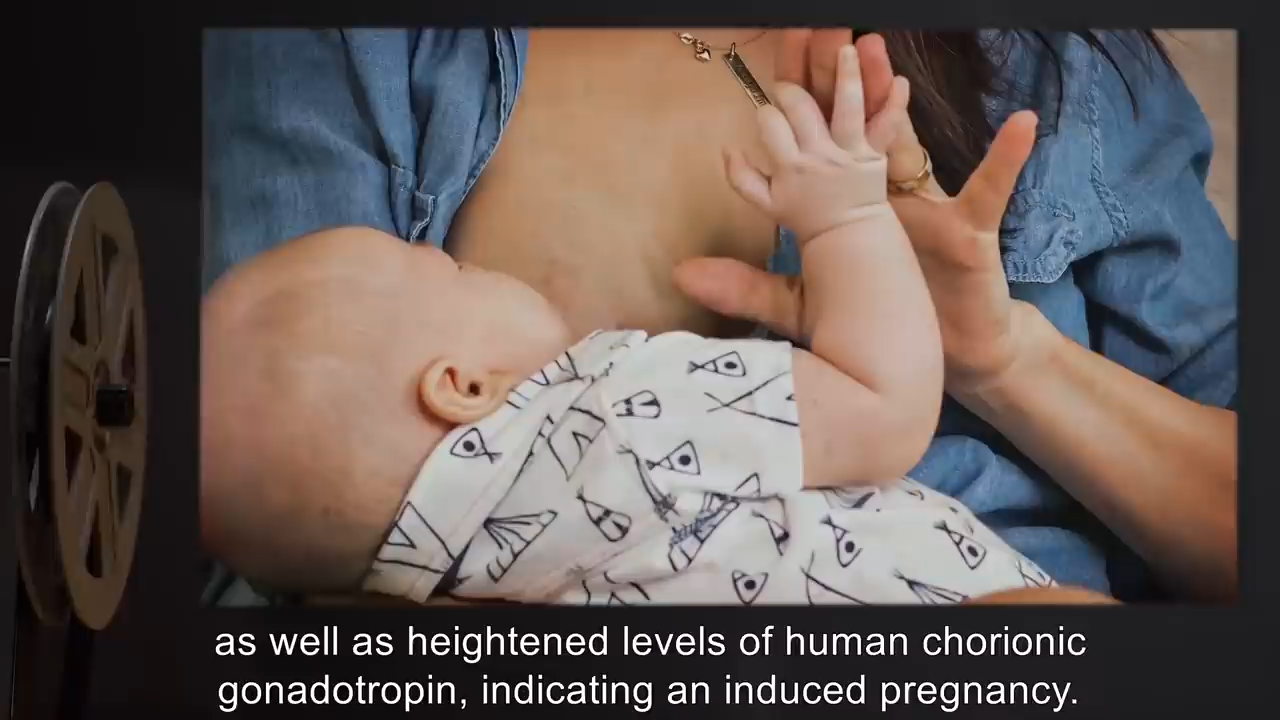 as well as heightened levels of human chorionic
gonadotropin, indicating an induced pregnancy.